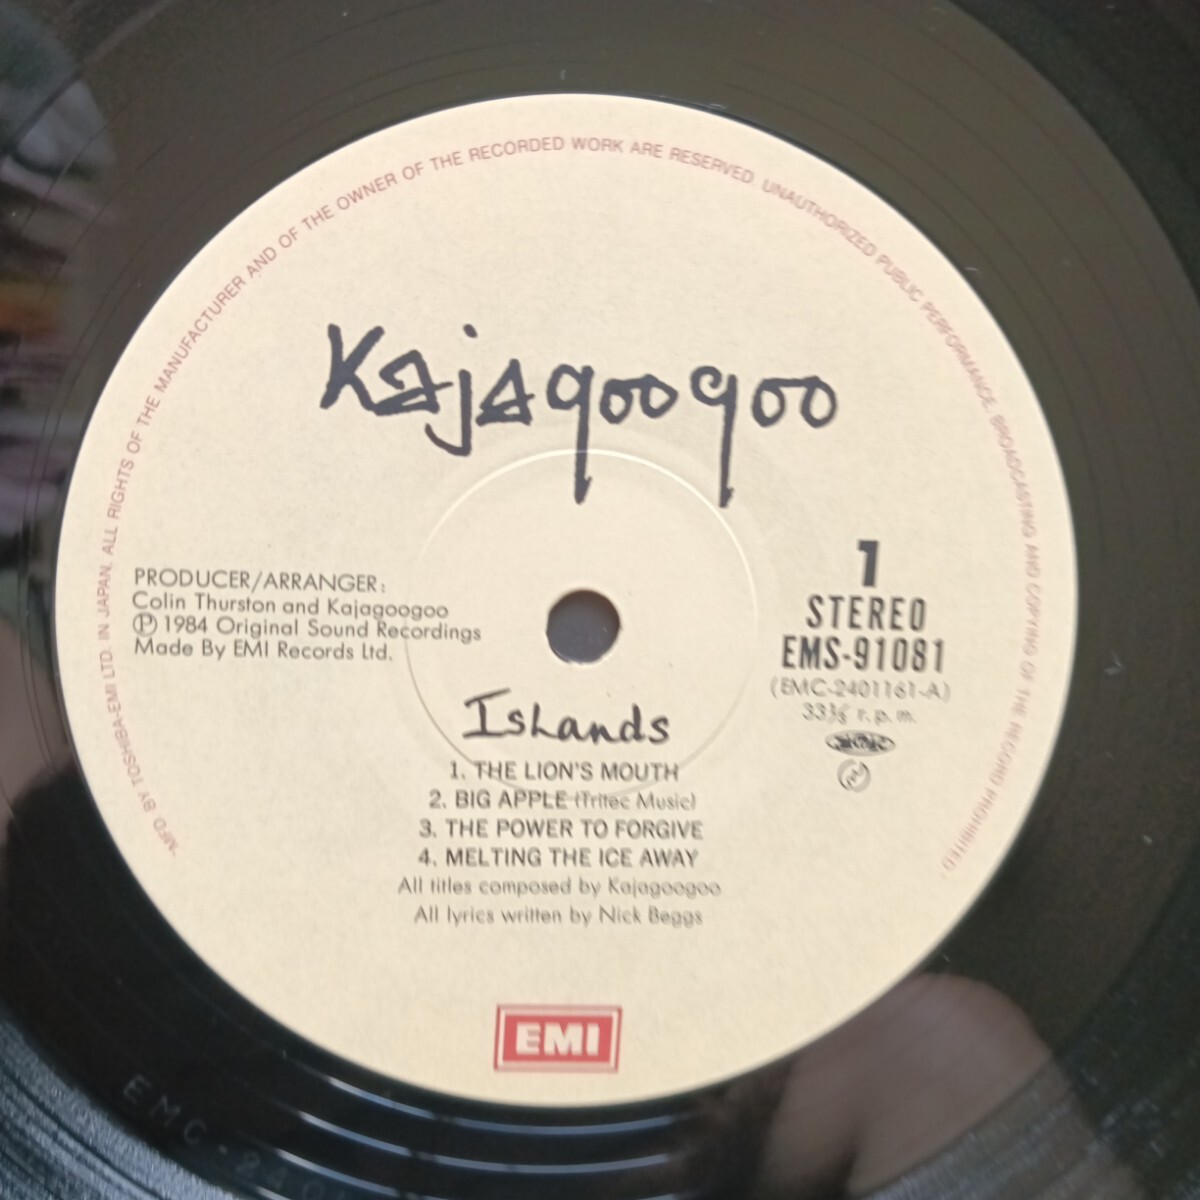 "MFD. BY TOSHIBA-EMI LTD. IN JAPAN. ALL RIGHTS OF THE MANUFACTURER AND OF THE OWNER OF THE RECORDED WORK ARE RESERVED. UNAUTHORIZED PUBLIC PERFORMANCE, BROADCASTING AND COPYING OF THE RECORD PROHIBITED."
Kajagoogoo
PRODUCER/ARRANGER:
Colin Thurston and Kajagoogoo
Ⓟ 1984 Original Sound Recordings
Made By EMI Records Ltd.
1
STEREO
EMS-91081
(EMC-2401161-A)
33⅓ r.p.m.
Islands
1. THE LION'S MOUTH
2. BIG APPLE (Tritec Music)
3. THE POWER TO FORGIVE
4. MELTING THE ICE AWAY
All titles composed by Kajagoogoo
All lyrics written by Nick Beggs
EMI